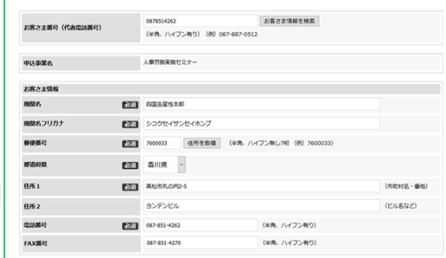 お客さま番号（代表電話番号）
0878514262
お客さま情報を検索
（半角、ハイフン有り）（例）087-887-0512
申込事業名
人事労務実務セミナー
お客さま情報
機関名
必須
四国生産性本部
機関名フリガナ
必須
シコクセイサンセイホンブ
郵便番号
必須
7600033
住所を取得
（半角、ハイフン無し7桁（例）7600033）
都道府県
必須
香川県
住所１
必須
高松市丸の内2-5
（市町村名・番地）
住所２
ヨンデンビル
（ビル名など）
電話番号
必須
087-851-4262
（半角、ハイフン有り）
FAX番号
087-851-4270
（半角、ハイフン有り）